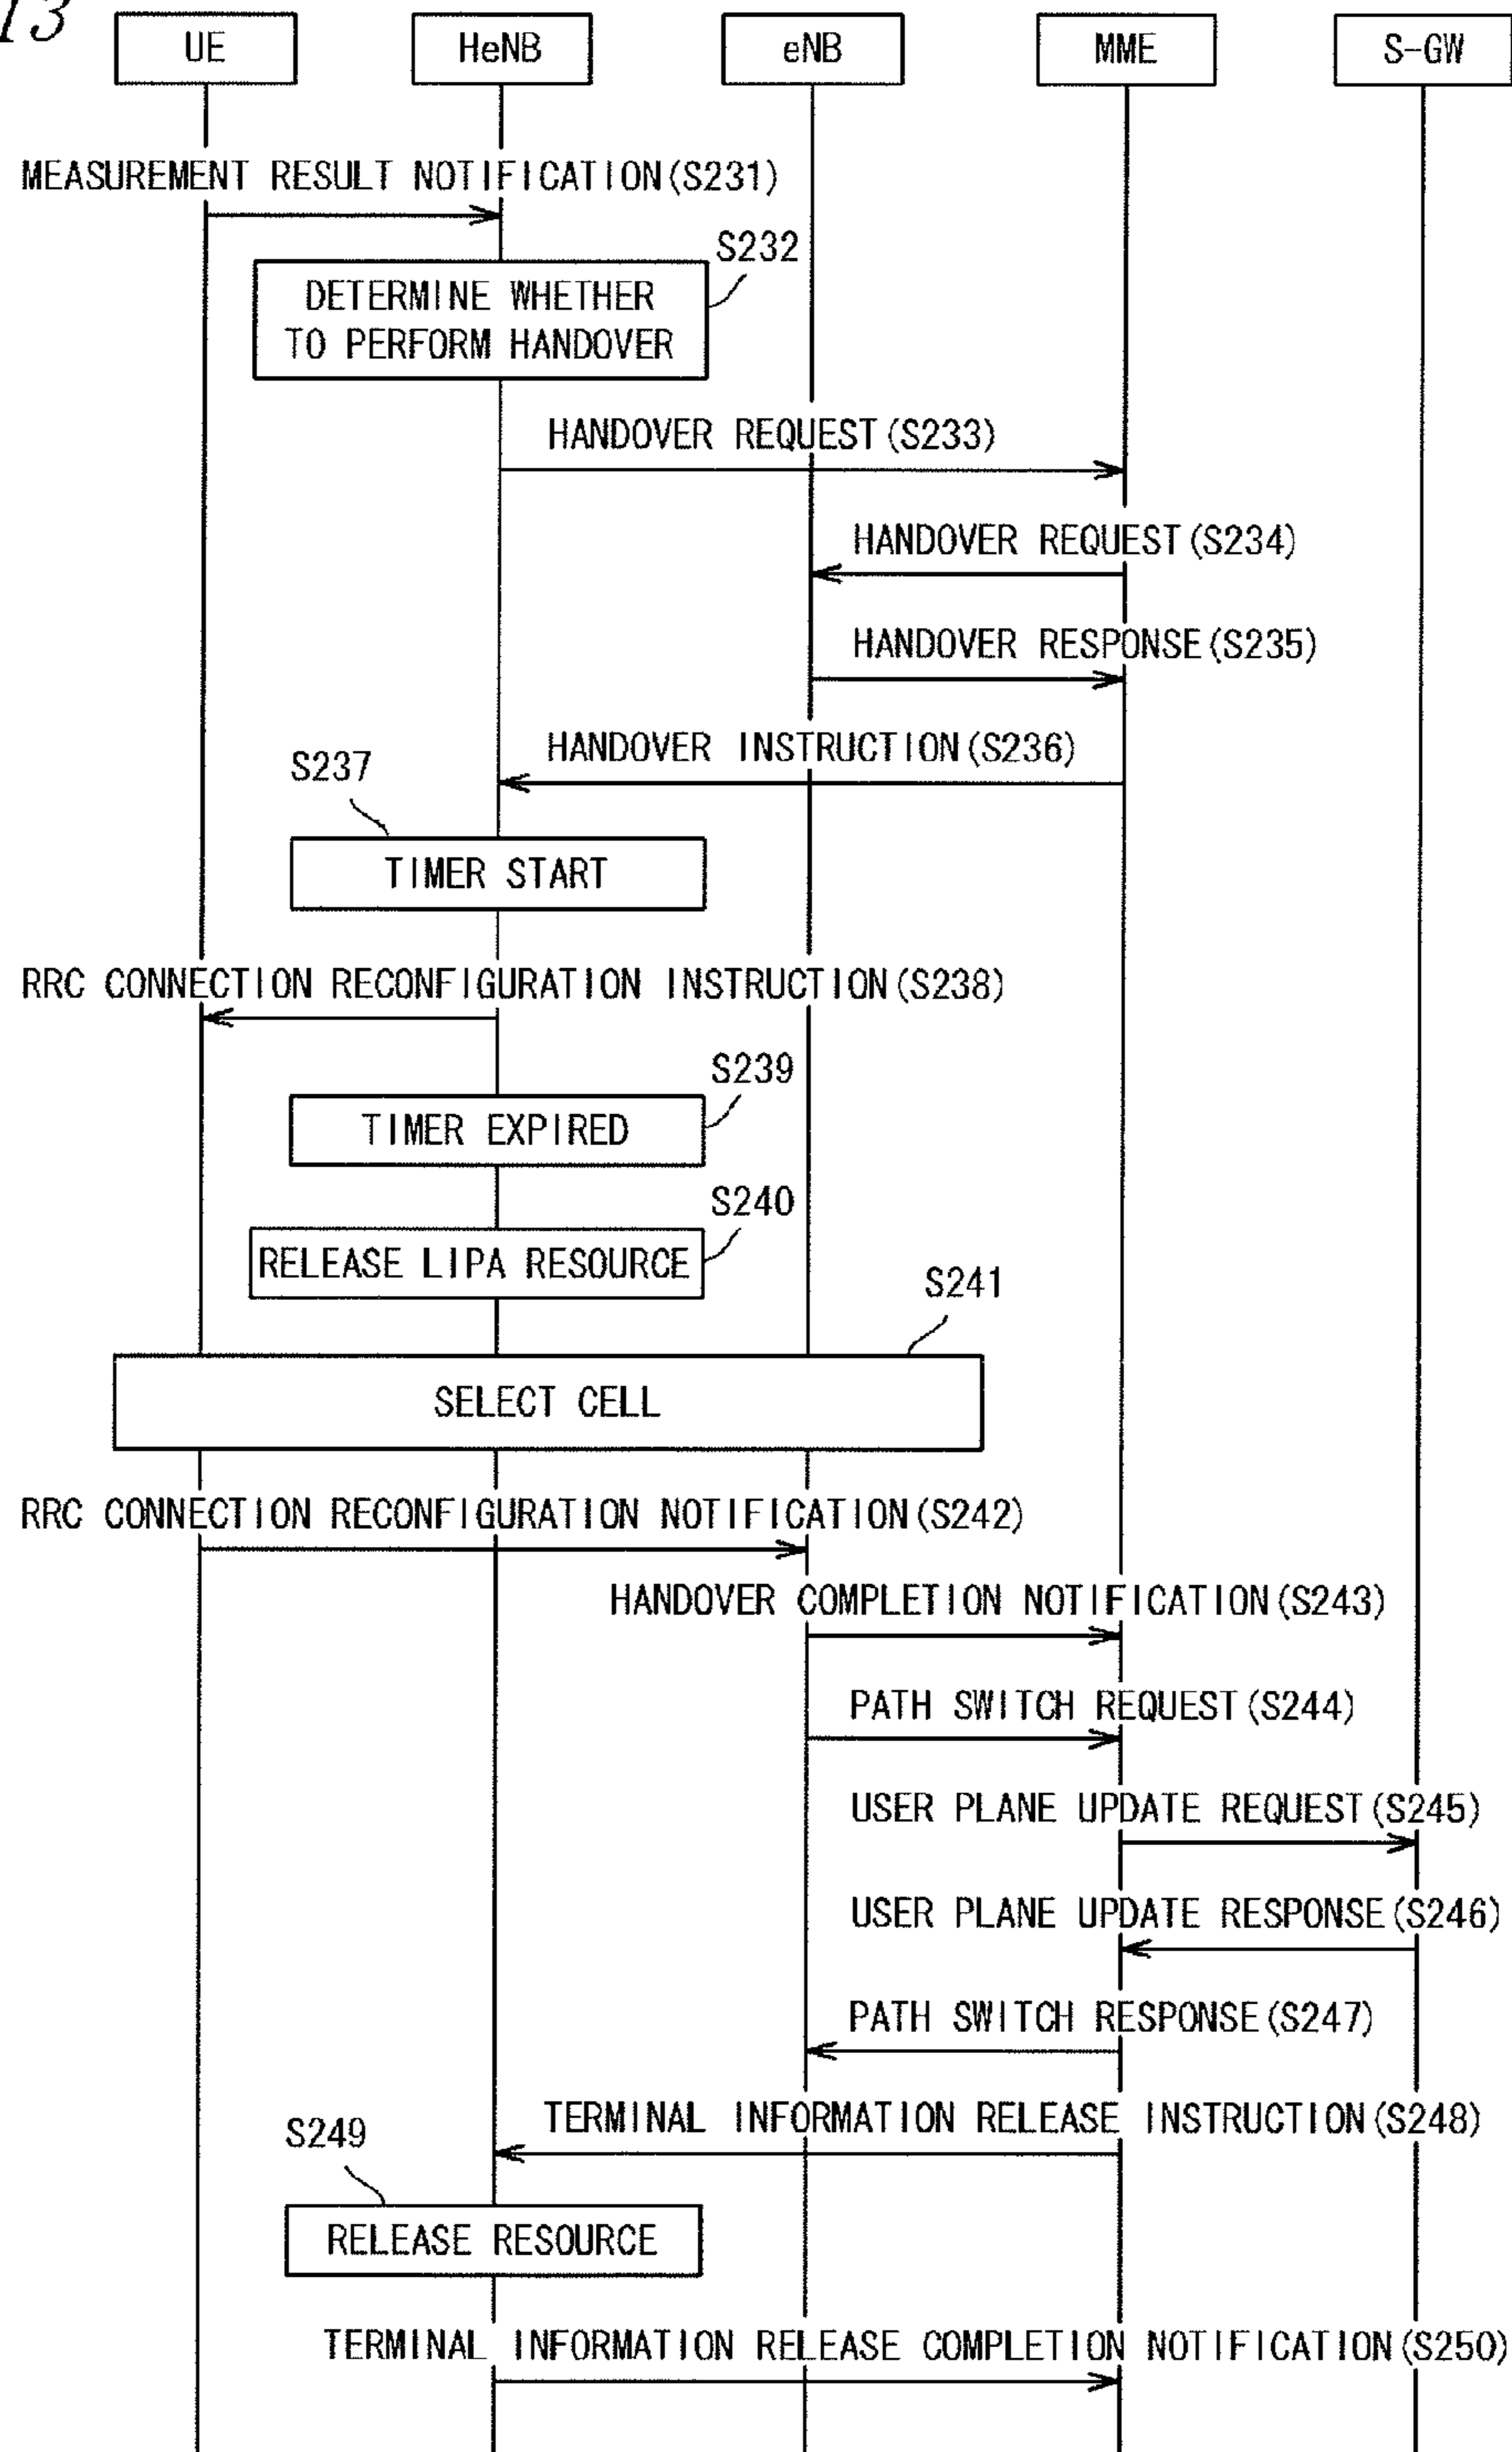 13
UE HeNB eNB MME S-GW
MEASUREMENT RESULT NOTIFICATION(S231)
S232
DETERMINE WHETHER
TO PERFORM HANDOVER
HANDOVER REQUEST(S233)
HANDOVER REQUEST(S234)
HANDOVER RESPONSE(S235)
HANDOVER INSTRUCTION(S236)
S237
TIMER START
RRC CONNECTION RECONFIGURATION INSTRUCTION(S238)
S239
TIMER EXPIRED
S240
RELEASE LIPA RESOURCE
S241
SELECT CELL
RRC CONNECTION RECONFIGURATION NOTIFICATION(S242)
HANDOVER COMPLETION NOTIFICATION(S243)
PATH SWITCH REQUEST(S244)
USER PLANE UPDATE REQUEST(S245)
USER PLANE UPDATE RESPONSE(S246)
PATH SWITCH RESPONSE(S247)
TERMINAL INFORMATION RELEASE INSTRUCTION(S248)
S249
RELEASE RESOURCE
TERMINAL INFORMATION RELEASE COMPLETION NOTIFICATION(S250)